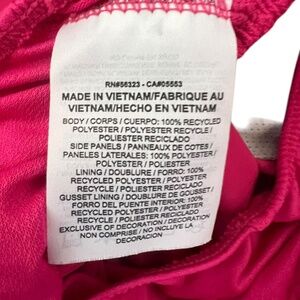 RN#56323 - CA#05553
MADE IN VIETNAM/FABRIQUE AU
VIETNAM/HECHO EN VIETNAM
BODY / CORPS / CUERPO: 100% RECYCLED
POLYESTER / POLYESTER RECYCLE /
POLIESTER RECICLADO
SIDE PANELS / PANNEAUX DE COTES /
PANELES LATERALES: 100% POLYESTER
LINING / DOUBLURE / FORRO: 100%
RECYCLED POLYESTER / POLYESTER
RECYCLE / POLIESTER RECICLADO
GUSSET LINING / DOUBLURE DE GOUSSET /
FORRO DEL PUENTE INTERIOR: 100%
RECYCLED POLYESTER / POLYESTER
RECYCLE / POLIESTER RECICLADO
EXCLUSIVE OF DECORATION / DECORATION
NON COMPRISE / NO INCLUYE LA
DECORACION